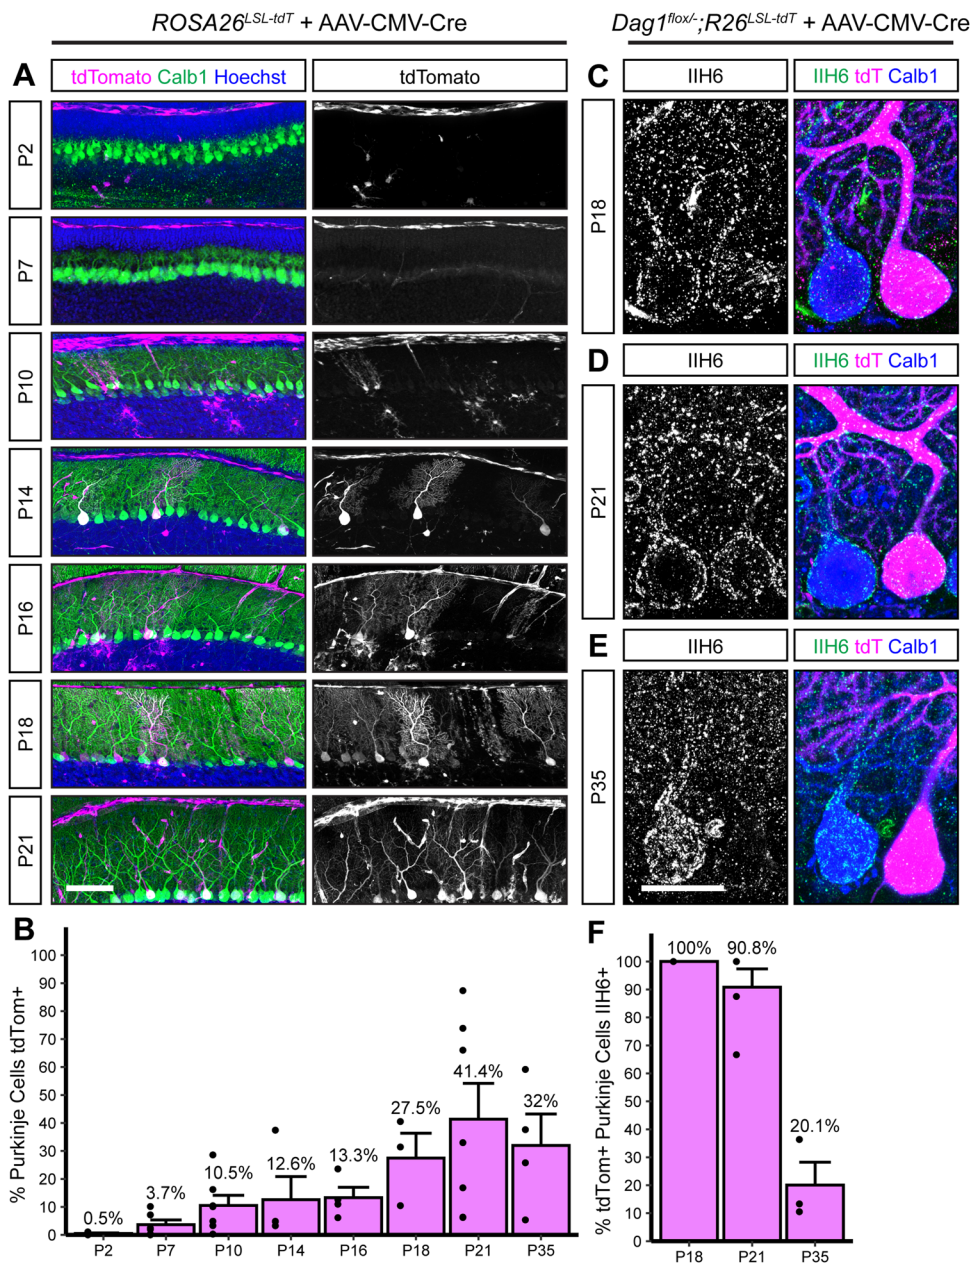 ROSA26LSL-tdT + AAV-CMV-Cre
Dag1flox/-;R26LSL-tdT + AAV-CMV-Cre
A
tdTomato Calb1 Hoechst
tdTomato
P2
P7
P10
P14
P16
P18
P21
C
IIH6
IIH6 tdT Calb1
P18
D
IIH6
IIH6 tdT Calb1
P21
E
IIH6
IIH6 tdT Calb1
P35
B
% Purkinje Cells tdTom+
100
90
80
70
60
50
40
30
20
10
0
0.5%
3.7%
10.5%
12.6%
13.3%
27.5%
41.4%
32%
P2
P7
P10
P14
P16
P18
P21
P35
F
% tdTom+ Purkinje Cells IIH6+
100
90
80
70
60
50
40
30
20
10
0
100%
90.8%
20.1%
P18
P21
P35